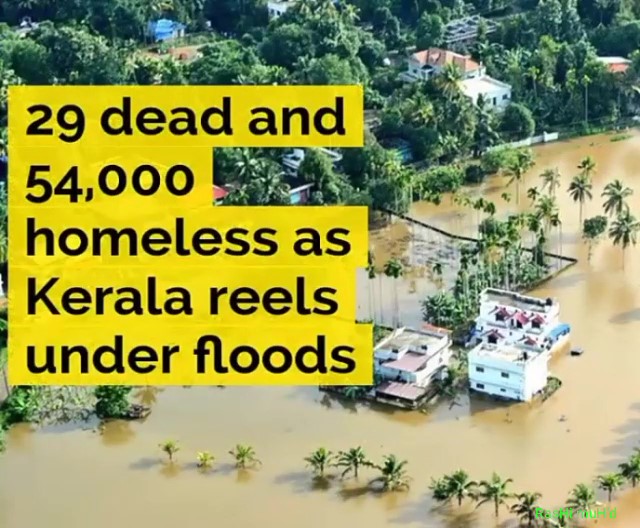 29 dead and
54,000
homeless as
Kerala reels
under floods